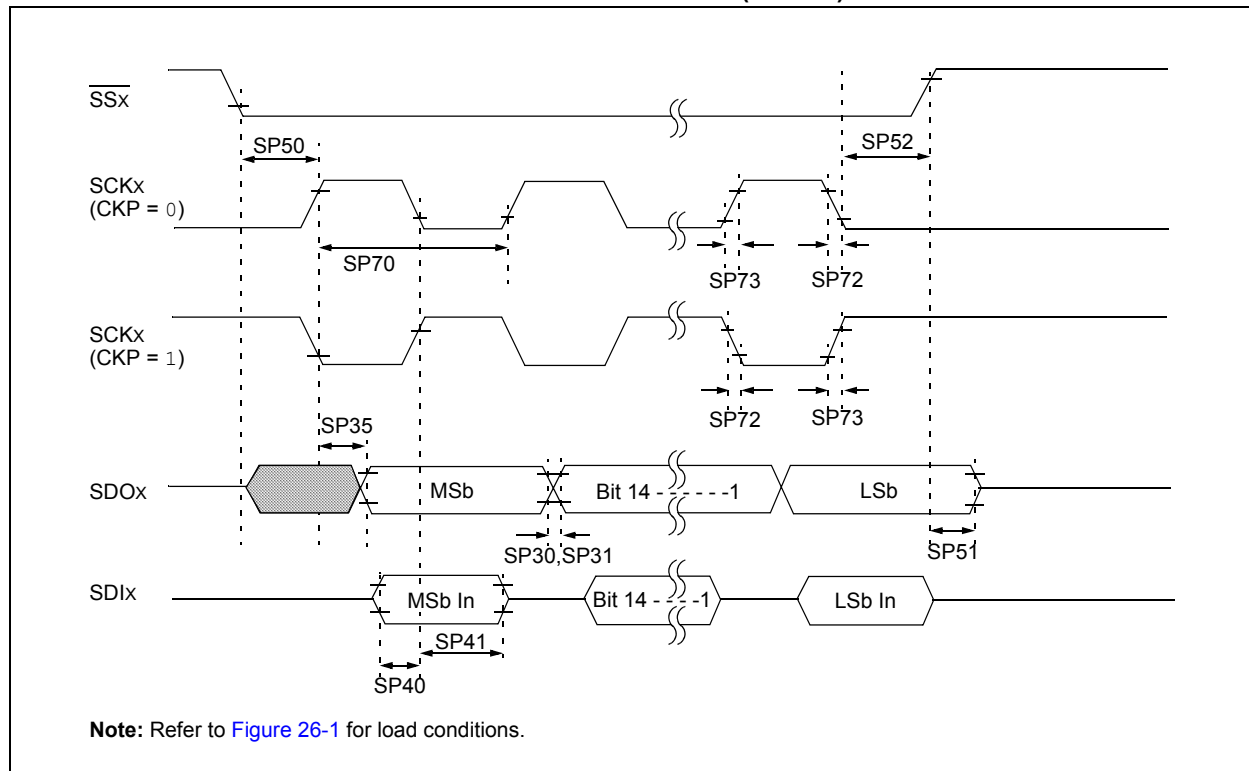 SSx
SP50
SP52
SCKx
(CKP = 0)
SP70
SP73
SP72
SCKx
(CKP = 1)
SP72
SP73
SP35
SDOx
MSb
Bit 14 - - - - - -1
LSb
SP30,SP31
SP51
SDIx
MSb In
Bit 14 - - - -1
LSb In
SP41
SP40
Note: Refer to Figure 26-1 for load conditions.